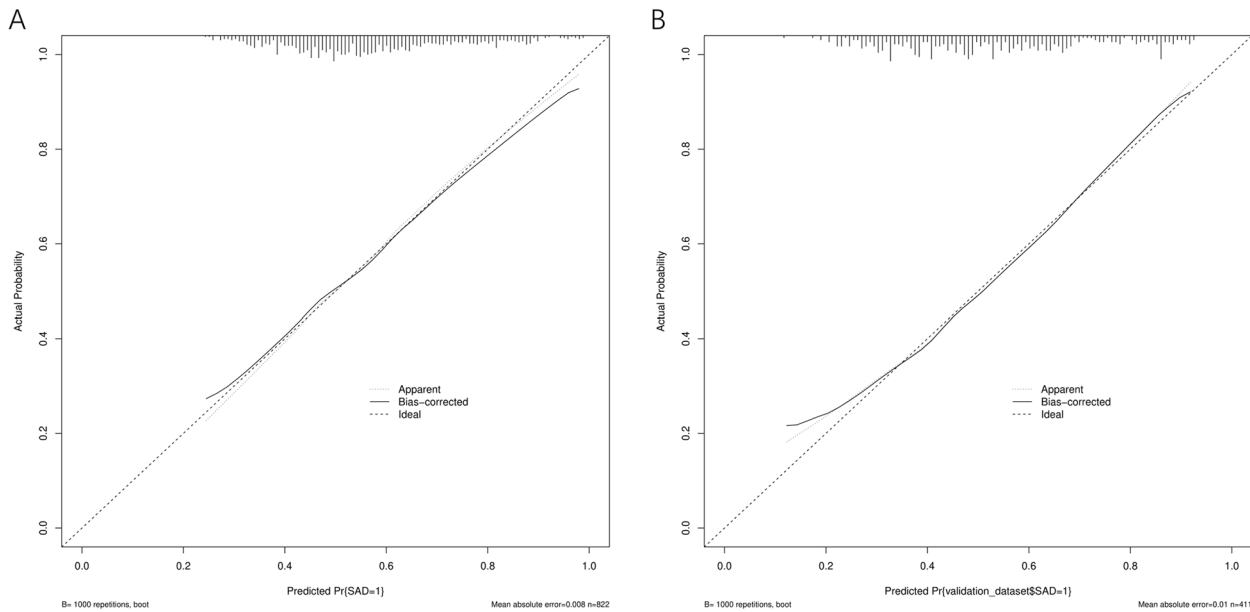 A
1.0
0.8
0.6
0.4
0.2
0.0
Actual Probability
Apparent
Bias−corrected
Ideal
0.0 0.2 0.4 0.6 0.8 1.0
Predicted Pr{SAD=1}
B= 1000 repetitions, boot
Mean absolute error=0.008 n=822
B
1.0
0.8
0.6
0.4
0.2
0.0
Actual Probability
Apparent
Bias−corrected
Ideal
0.0 0.2 0.4 0.6 0.8 1.0
Predicted Pr{validation_dataset$SAD=1}
B= 1000 repetitions, boot
Mean absolute error=0.01 n=411